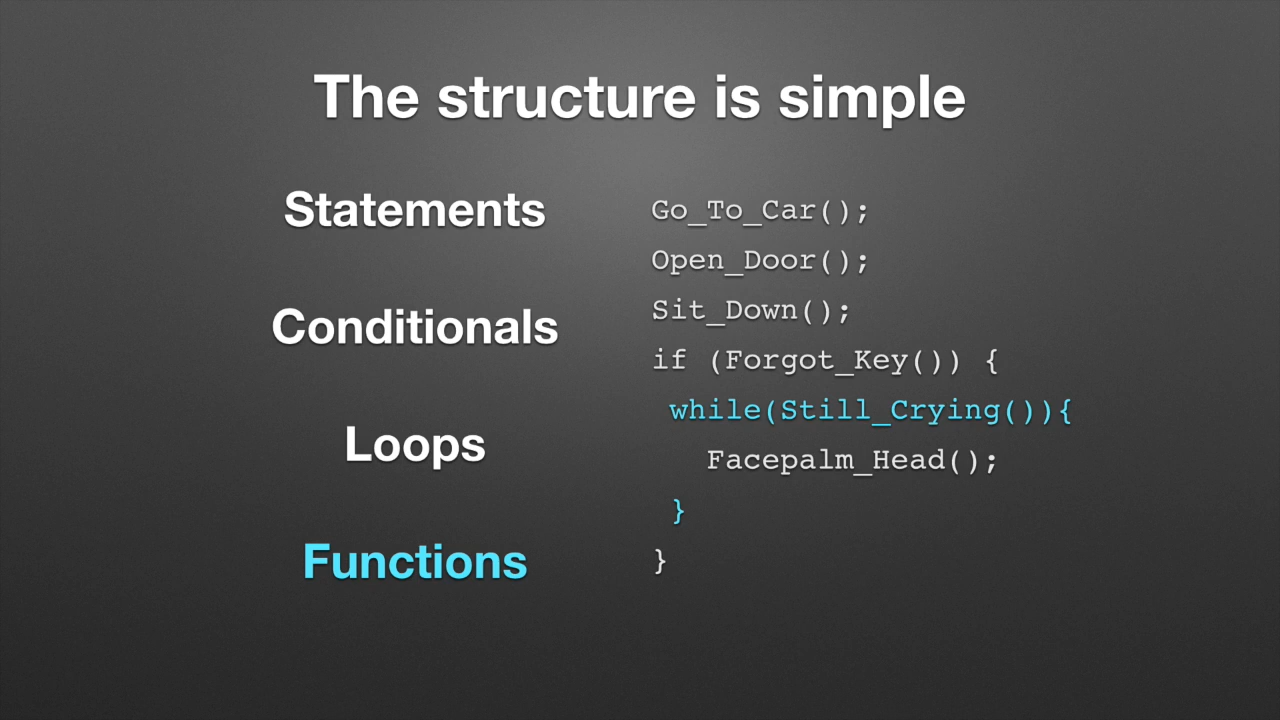 The structure is simple
Statements
Conditionals
Loops
Functions
Go_To_Car();
Open_Door();
Sit_Down();
if (Forgot_Key()) {
while(Still_Crying()){
Facepalm_Head();
}
}